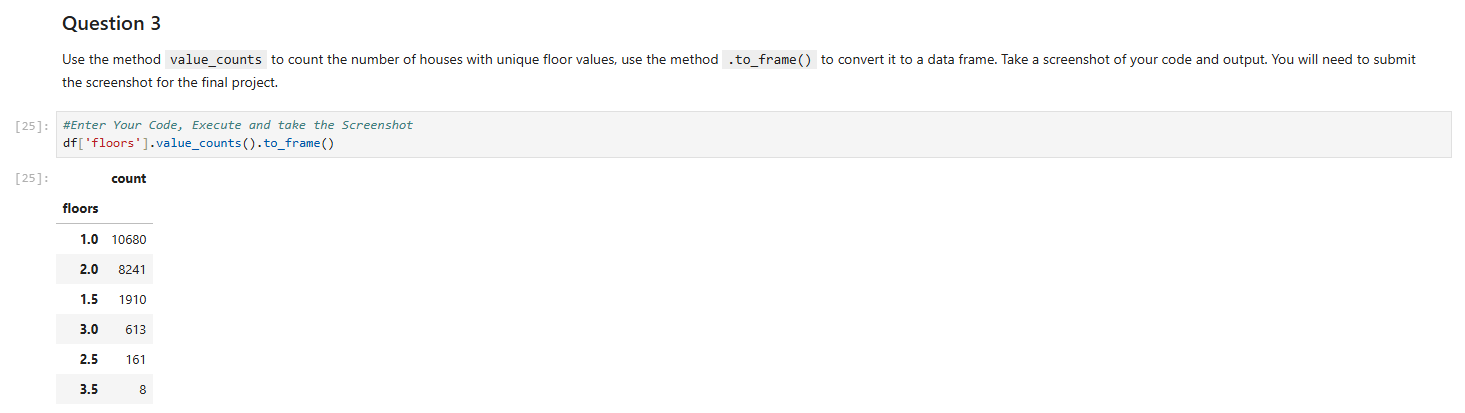 Question 3
Use the method value_counts to count the number of houses with unique floor values, use the method .to_frame() to convert it to a data frame. Take a screenshot of your code and output. You will need to submit
the screenshot for the final project.
[25]: #Enter Your Code, Execute and take the Screenshot
df['floors'].value_counts().to_frame()
[25]: count
floors
1.0 10680
2.0 8241
1.5 1910
3.0 613
2.5 161
3.5 8